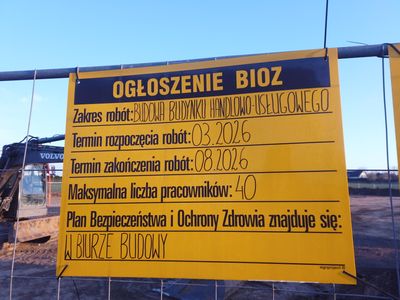 OGŁOSZENIE BIOZ
Zakres robót: BUDOWA BUDYNKU HANDLOWO-USŁUGOWEGO
Termin rozpoczęcia robót: 03.2026
Termin zakończenia robót: 08.2026
Maksymalna liczba pracowników: 40
Plan Bezpieczeństwa i Ochrony Zdrowia znajduje się:
W BIURZE BUDOWY
VOLVO